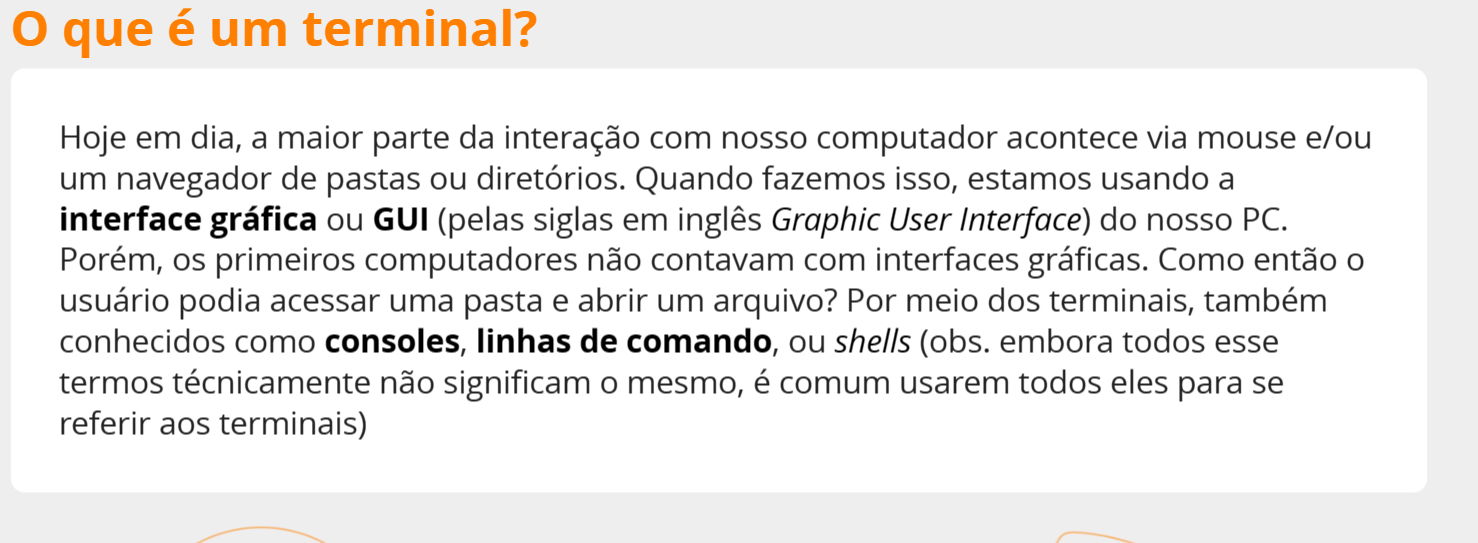 O que é um terminal?
Hoje em dia, a maior parte da interação com nosso computador acontece via mouse e/ou
um navegador de pastas ou diretórios. Quando fazemos isso, estamos usando a
interface gráfica ou GUI (pelas siglas em inglês Graphic User Interface) do nosso PC.
Porém, os primeiros computadores não contavam com interfaces gráficas. Como então o
usuário podia acessar uma pasta e abrir um arquivo? Por meio dos terminais, também
conhecidos como consoles, linhas de comando, ou shells (obs. embora todos esse
termos técnicamente não significam o mesmo, é comum usarem todos eles para se
referir aos terminais)